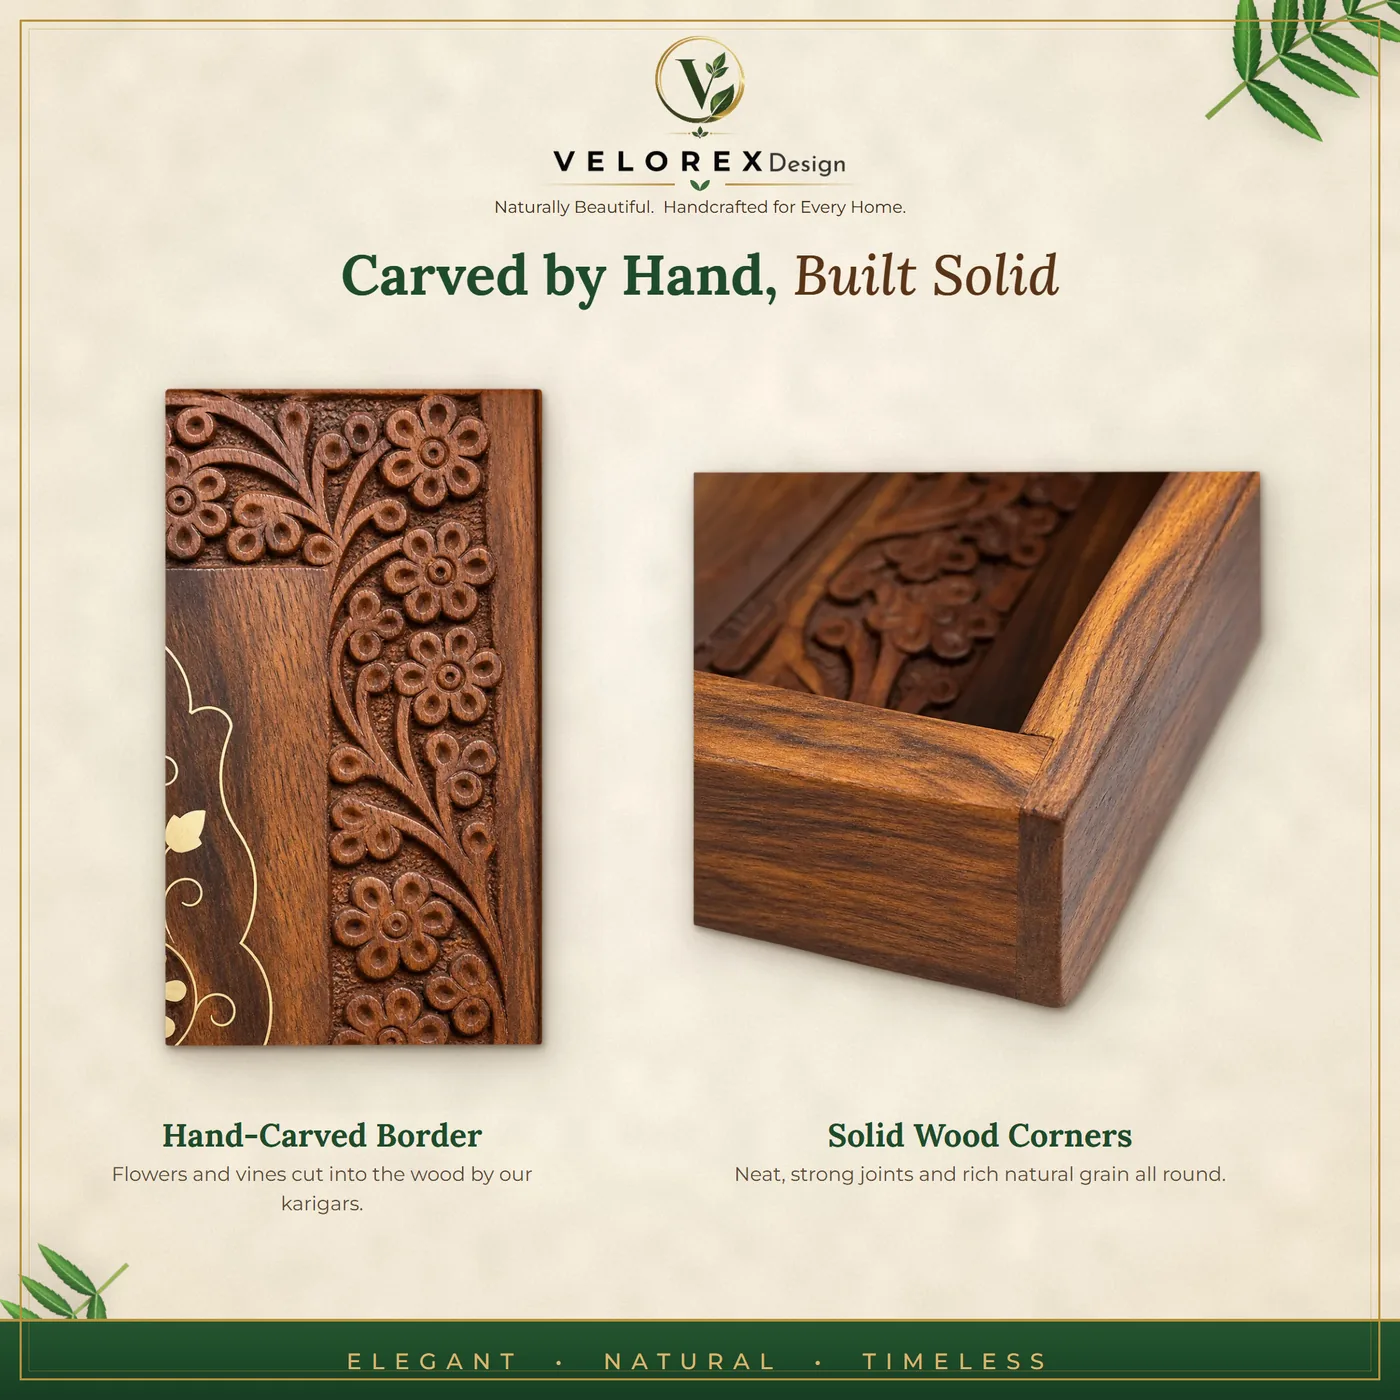 V
VELOREX Design
Naturally Beautiful. Handcrafted for Every Home.
Carved by Hand, Built Solid
Hand-Carved Border
Flowers and vines cut into the wood by our
karigars.
Solid Wood Corners
Neat, strong joints and rich natural grain all round.
ELEGANT • NATURAL • TIMELESS